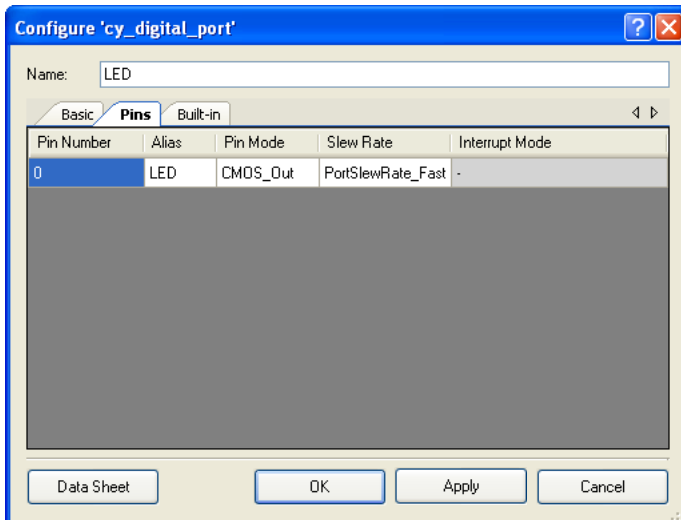 Configure 'cy_digital_port'
Name: LED
Basic Pins Built-in
Pin Number Alias Pin Mode Slew Rate Interrupt Mode
0 LED CMOS_Out PortSlewRate_Fast -
Data Sheet OK Apply Cancel